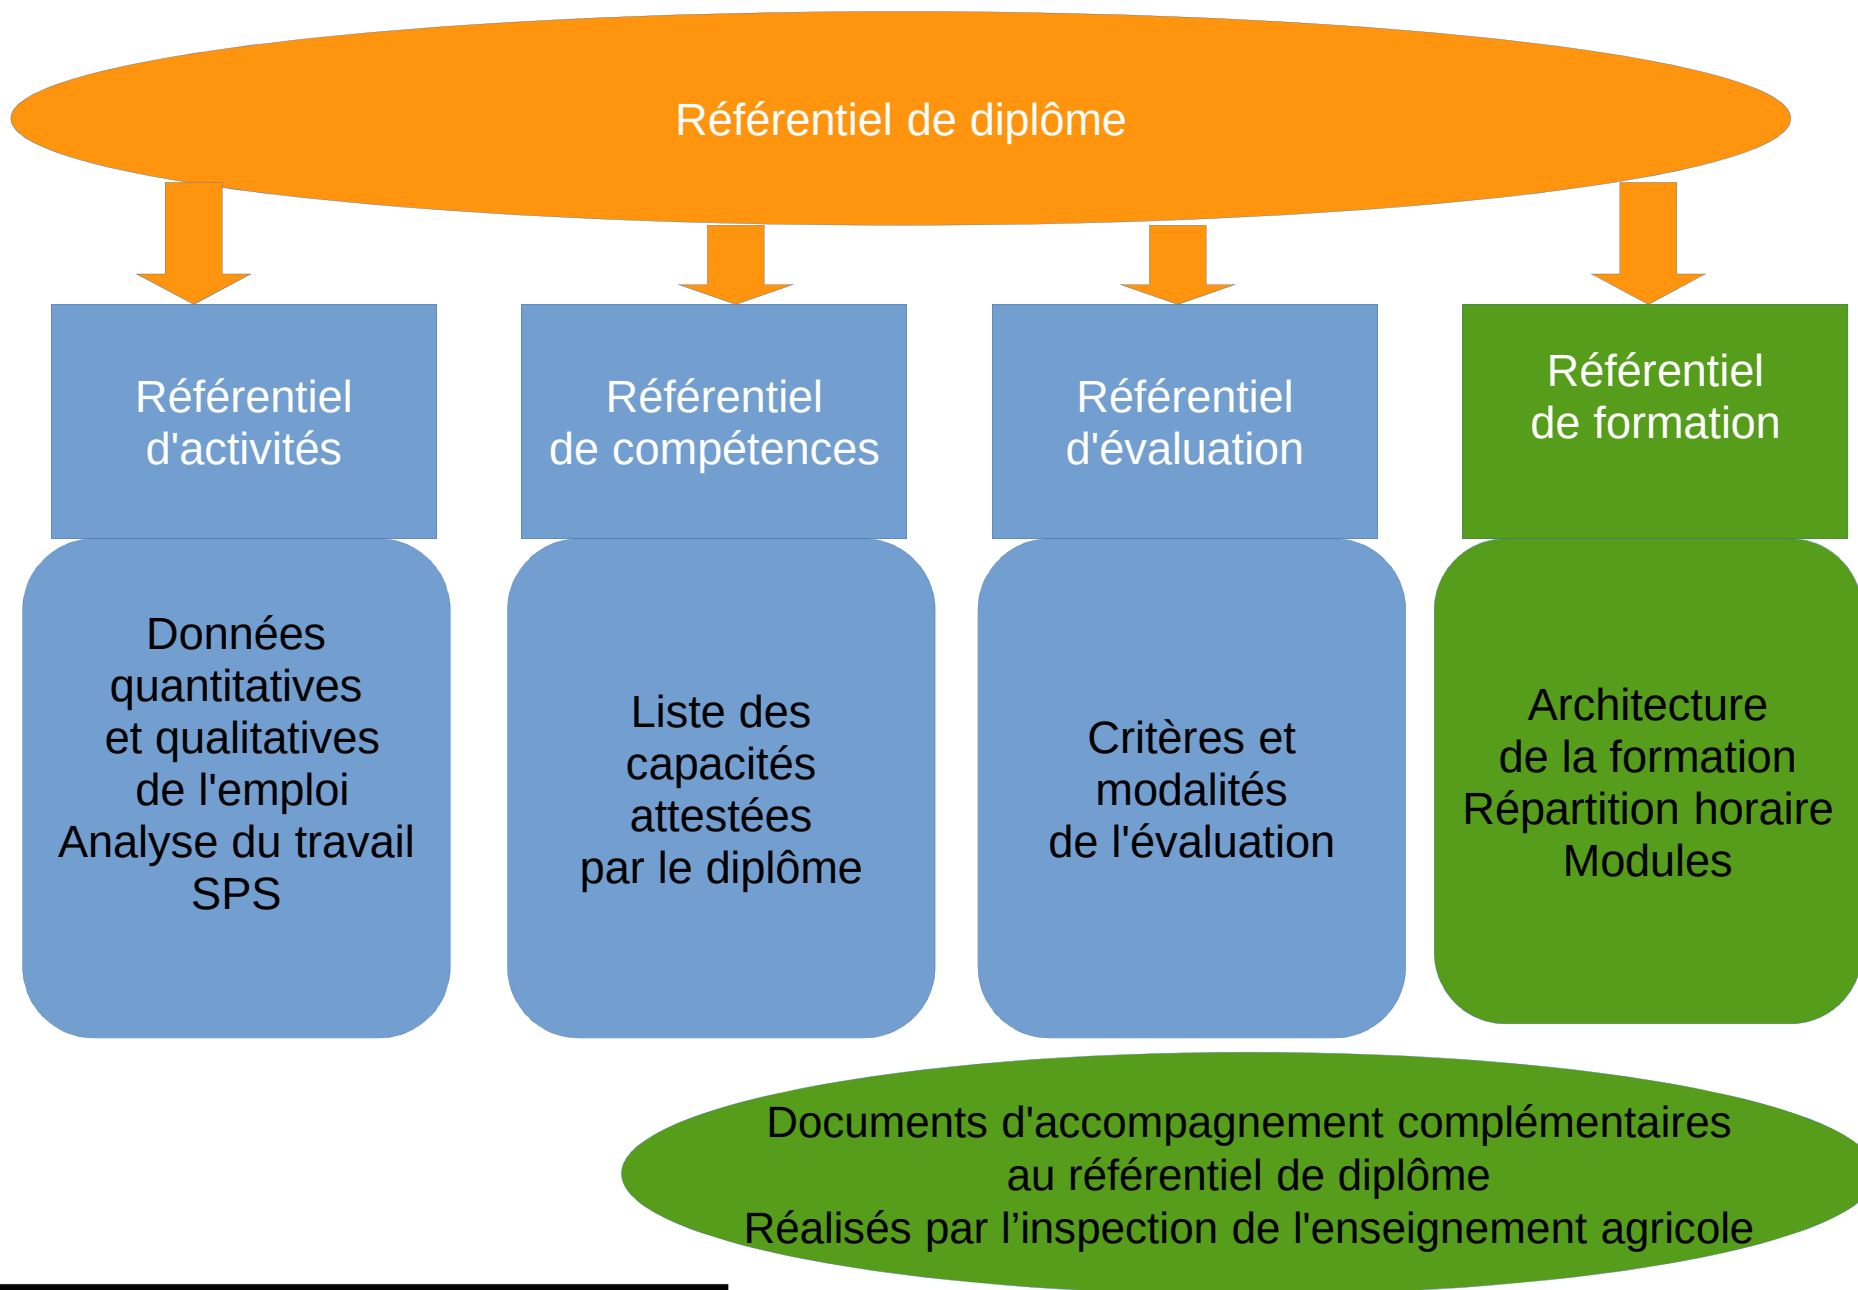 Référentiel de diplôme
Référentiel
d'activités
Données
quantitatives
et qualitatives
de l'emploi
Analyse du travail
SPS
Référentiel
de compétences
Liste des
capacités
attestées
par le diplôme
Référentiel
d'évaluation
Critères et
modalités
de l'évaluation
Référentiel
de formation
Architecture
de la formation
Répartition horaire
Modules
Documents d'accompagnement complémentaires
au référentiel de diplôme
Réalisés par l’inspection de l'enseignement agricole